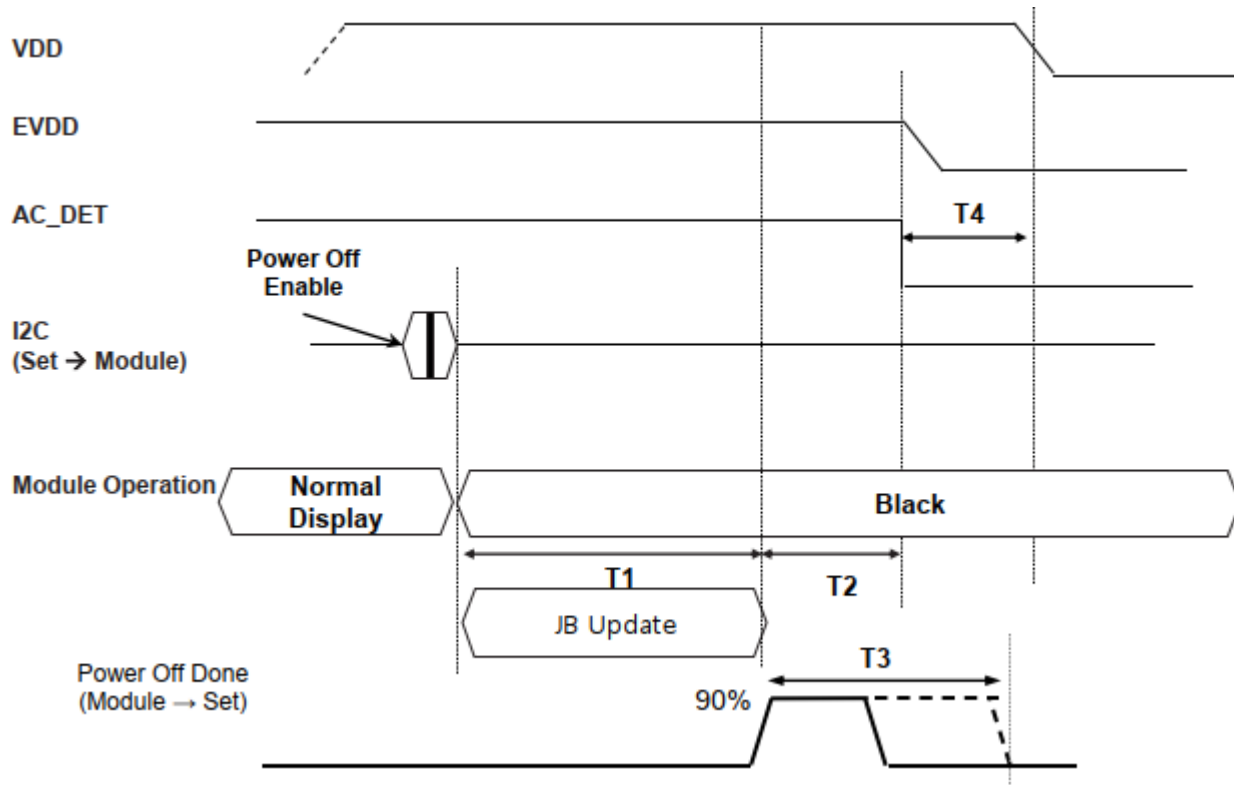 VDD
EVDD
AC_DET
T4
Power Off
Enable
I2C
(Set → Module)
Module Operation
Normal
Display
Black
T1
T2
JB Update
Power Off Done
(Module → Set)
90%
T3